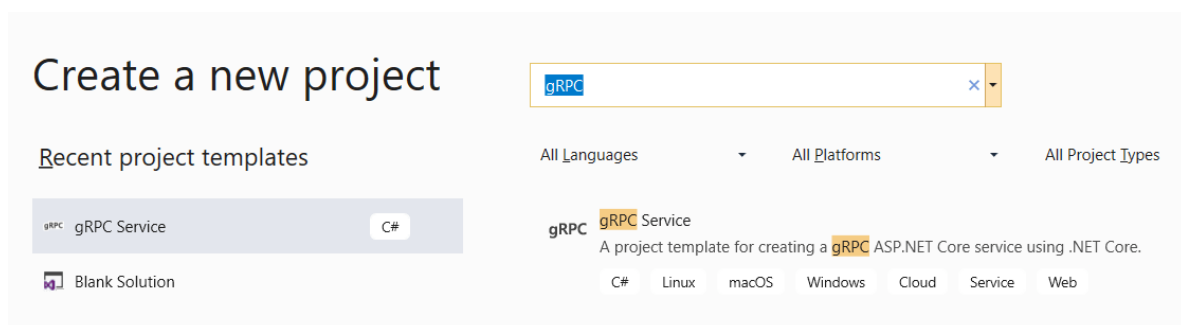 Create a new project
gRPC
Recent project templates
All Languages
All Platforms
All Project Types
gRPC gRPC Service C#
Blank Solution
gRPC gRPC Service
A project template for creating a gRPC ASP.NET Core service using .NET Core.
C# Linux macOS Windows Cloud Service Web